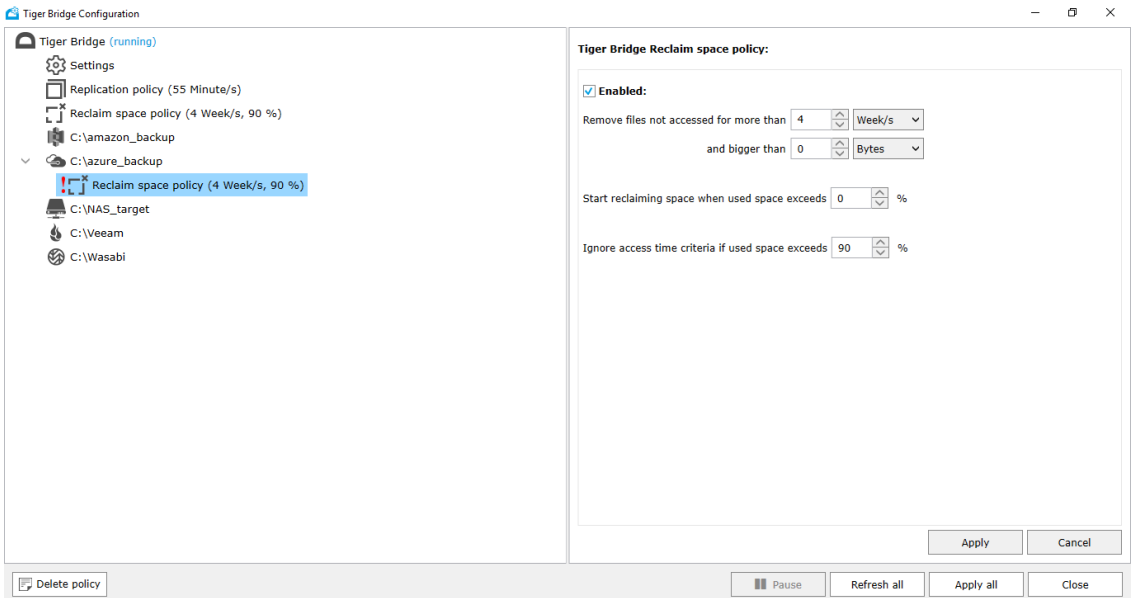 Tiger Bridge Configuration
Tiger Bridge (running)
Settings
Replication policy (55 Minute/s)
Reclaim space policy (4 Week/s, 90 %)
C:\amazon_backup
C:\azure_backup
Reclaim space policy (4 Week/s, 90 %)
C:\NAS_target
C:\Veeam
C:\Wasabi
Tiger Bridge Reclaim space policy:
Enabled:
Remove files not accessed for more than 4 Week/s
and bigger than 0 Bytes
Start reclaiming space when used space exceeds 0 %
Ignore access time criteria if used space exceeds 90 %
Apply Cancel
Delete policy Pause Refresh all Apply all Close